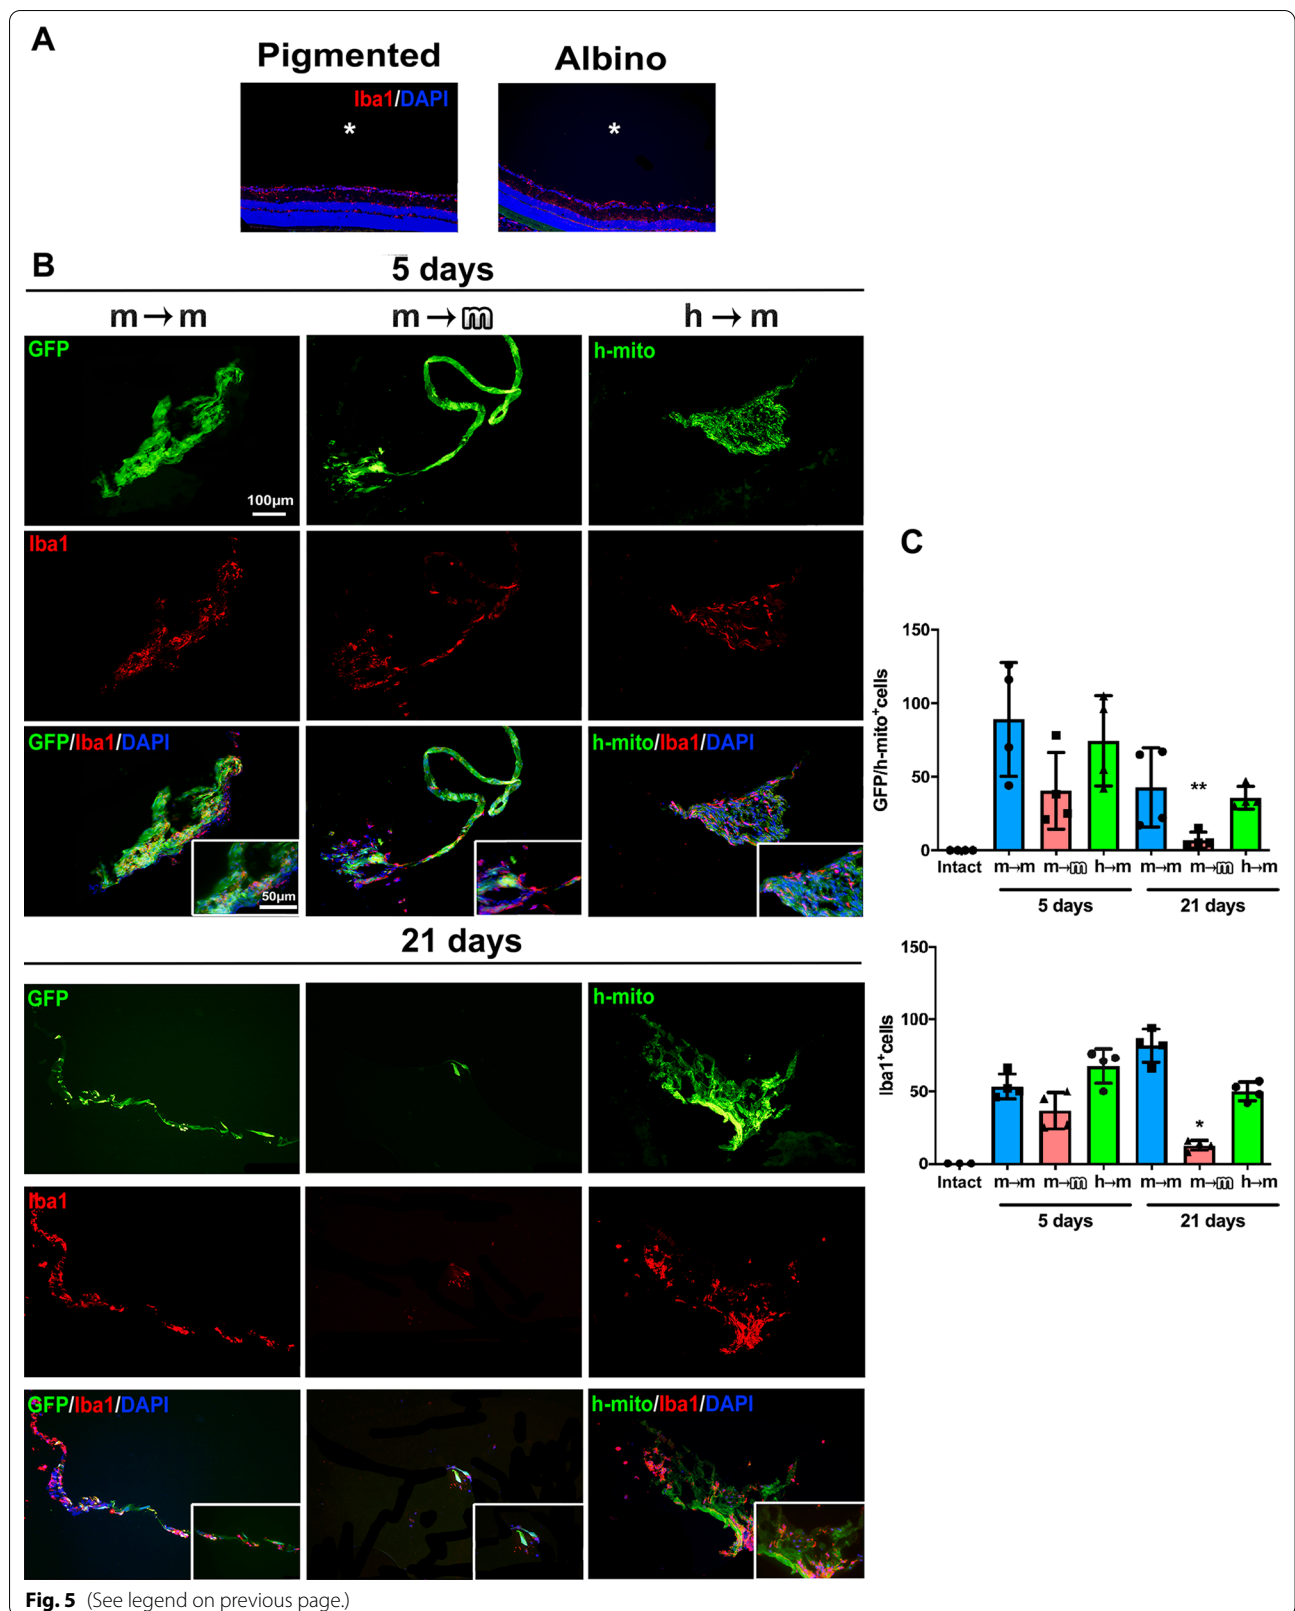 A
Pigmented
Albino
Iba1/DAPI
*
*
B
5 days
m→m
m→𝕞
h→m
GFP
h-mito
100µm
Iba1
GFP/Iba1/DAPI
h-mito/Iba1/DAPI
50µm
21 days
GFP
h-mito
Iba1
GFP/Iba1/DAPI
h-mito/Iba1/DAPI
C
GFP/h-mito⁺cells
150
100
50
0
**
Intact m→m m→𝕞 h→m m→m m→𝕞 h→m
5 days 21 days
Iba1⁺cells
150
100
50
0
*
Intact m→m m→𝕞 h→m m→m m→𝕞 h→m
5 days 21 days
Fig. 5 (See legend on previous page.)